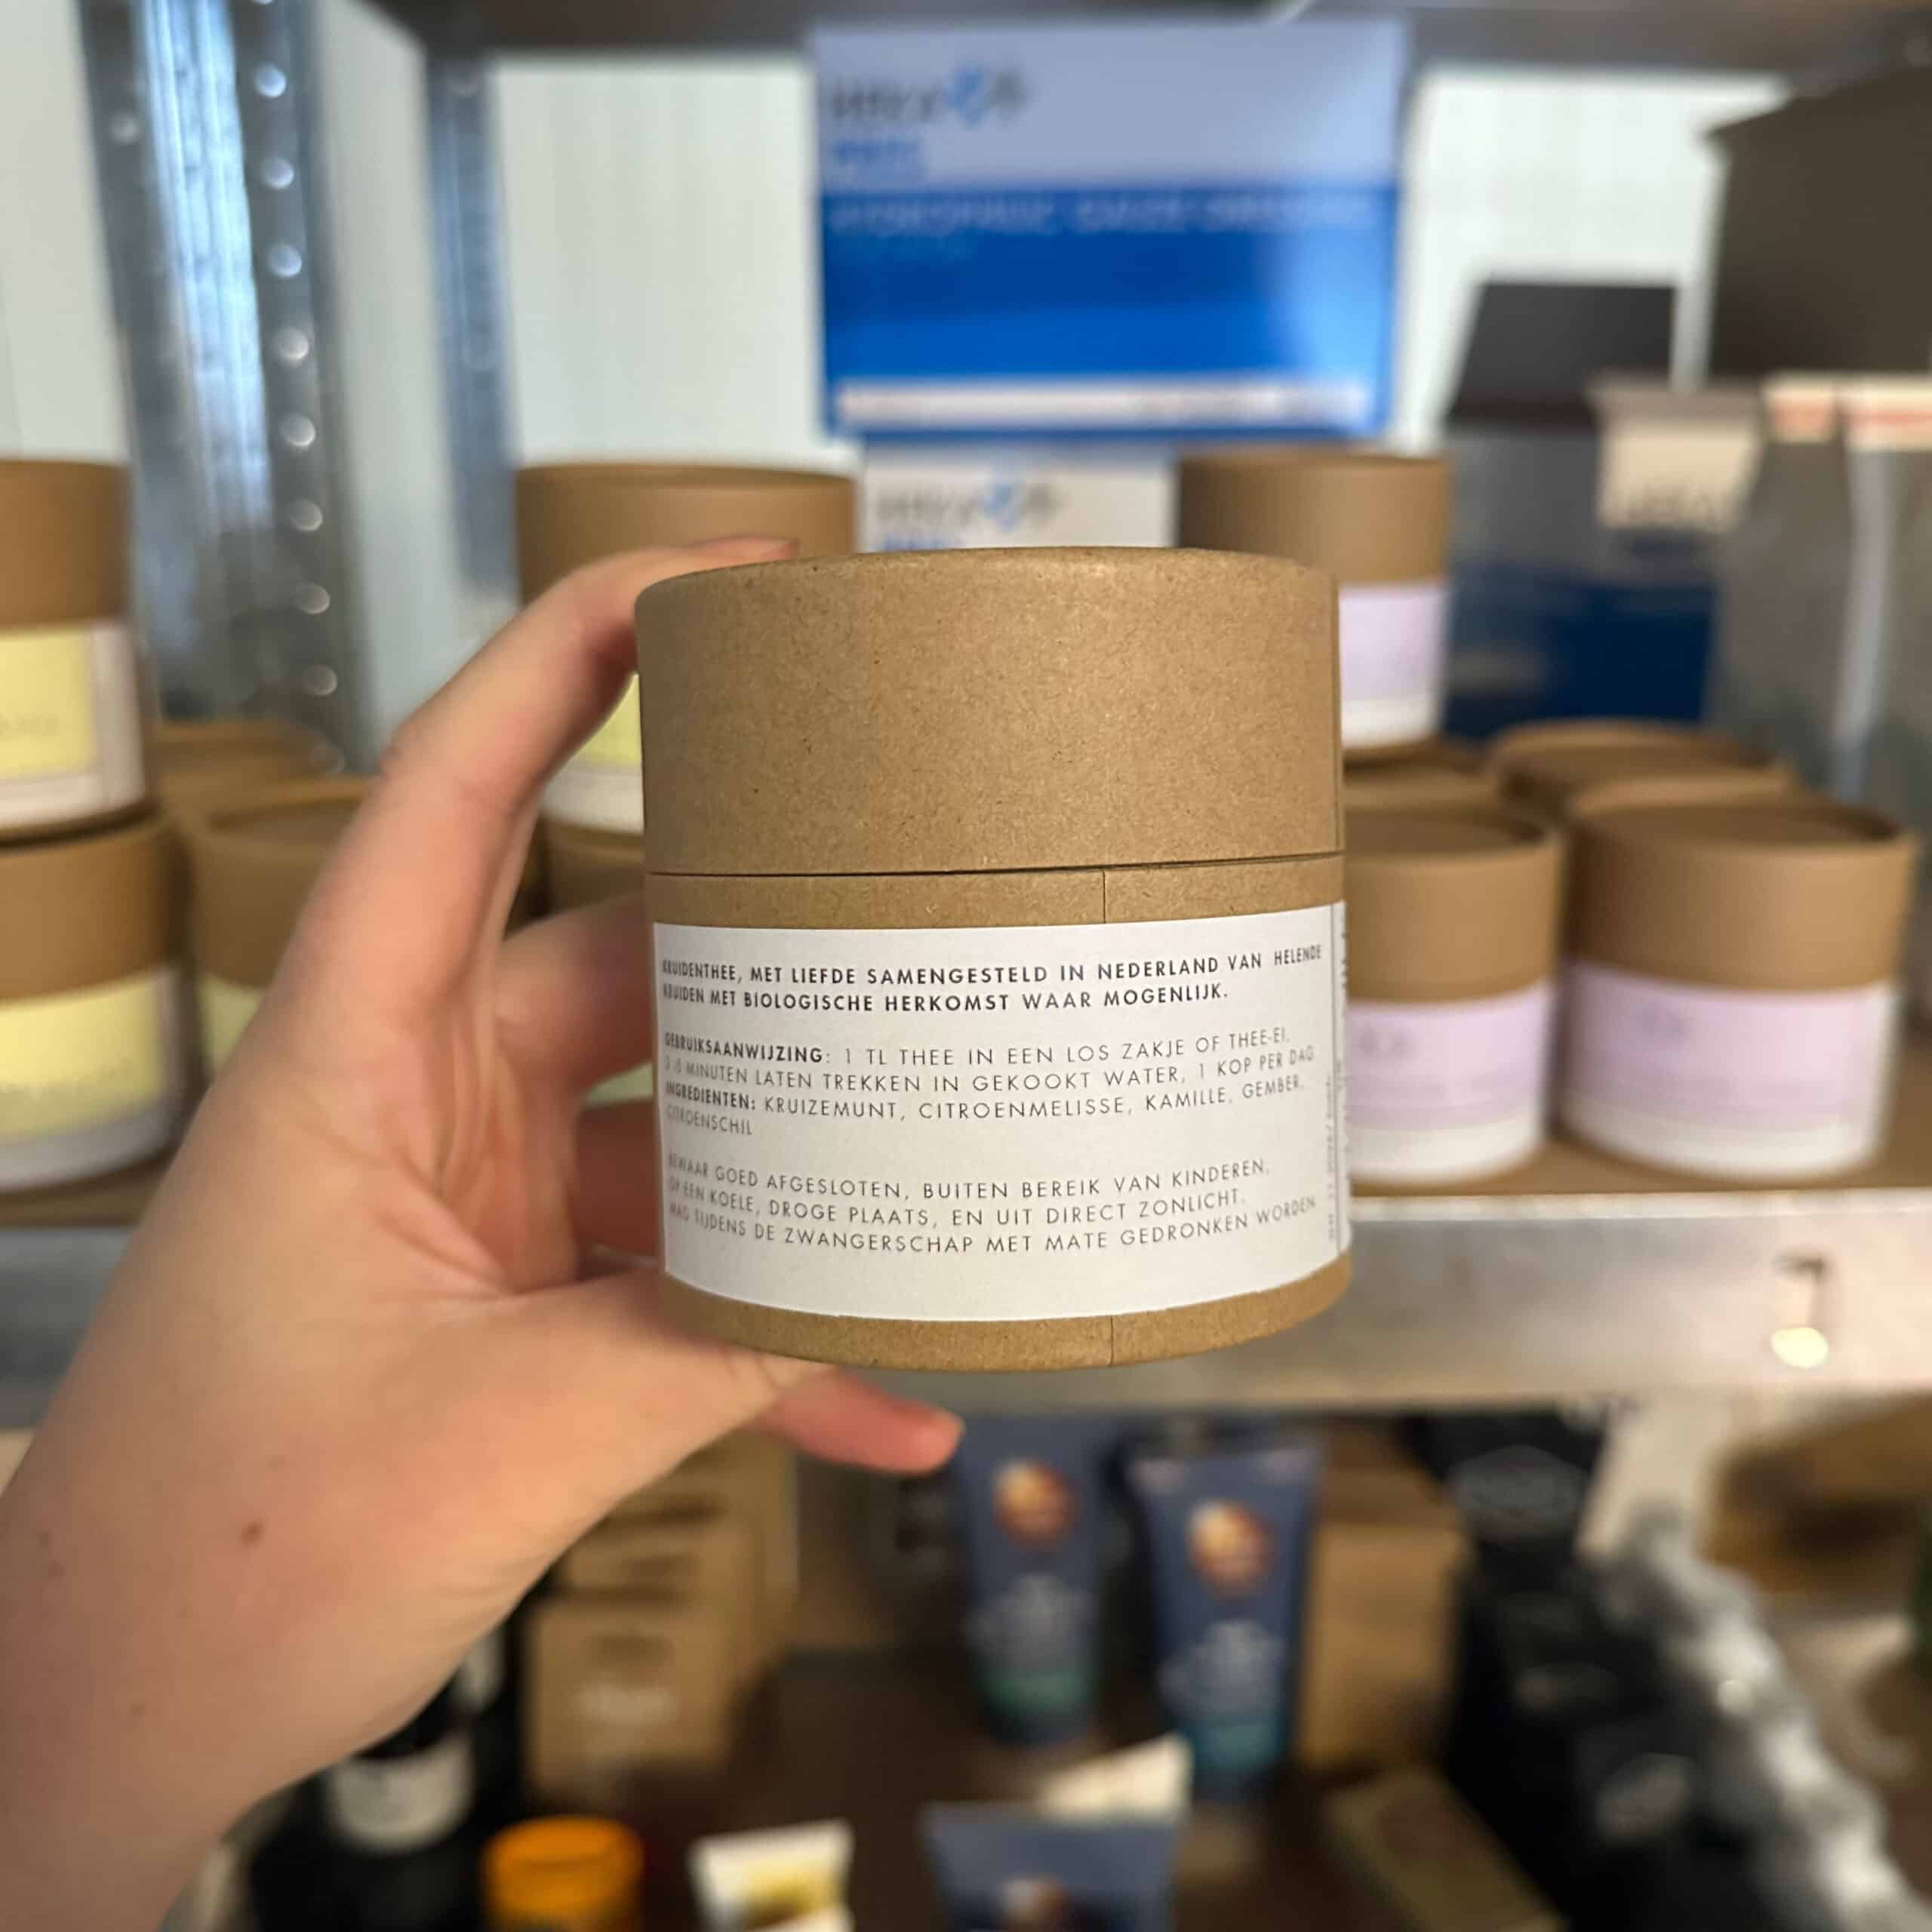 KRUIDENTHEE, MET LIEFDE SAMENGESTELD IN NEDERLAND VAN HELENDE
KRUIDEN MET BIOLOGISCHE HERKOMST WAAR MOGENLIJK.
GEBRUIKSAANWIJZING: 1 TL THEE IN EEN LOS ZAKJE OF THEE-EI,
MINUTEN LATEN TREKKEN IN GEKOOKT WATER, 1 KOP PER DAG
INGREDIENTEN: KRUIZEMUNT, CITROENMELISSE, KAMILLE, GEMBER,
CITROENSCHIL
BEWAAR GOED AFGESLOTEN, BUITEN BEREIK VAN KINDEREN,
OP EEN KOELE, DROGE PLAATS, EN UIT DIRECT ZONLICHT.
MAG TIJDENS DE ZWANGERSCHAP MET MATE GEDRONKEN WORDEN